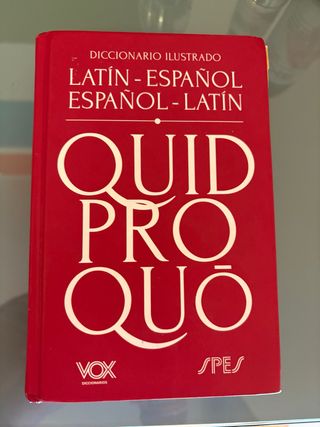 DICCIONARIO ILUSTRADO
LATÍN-ESPAÑOL
ESPAÑOL-LATÍN
QUID
PRO
QUŌ
VOX
DICCIONARIOS
SPES